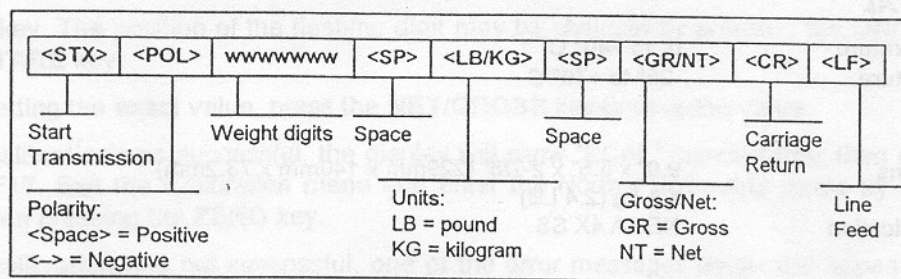 <STX> <POL> wwwwwww <SP> <LB/KG> <SP> <GR/NT> <CR> <LF>
Start Transmission
Weight digits
Space
Space
Carriage Return
Polarity:
<Space> = Positive
<--> = Negative
Units:
LB = pound
KG = kilogram
Gross/Net:
GR = Gross
NT = Net
Line Feed